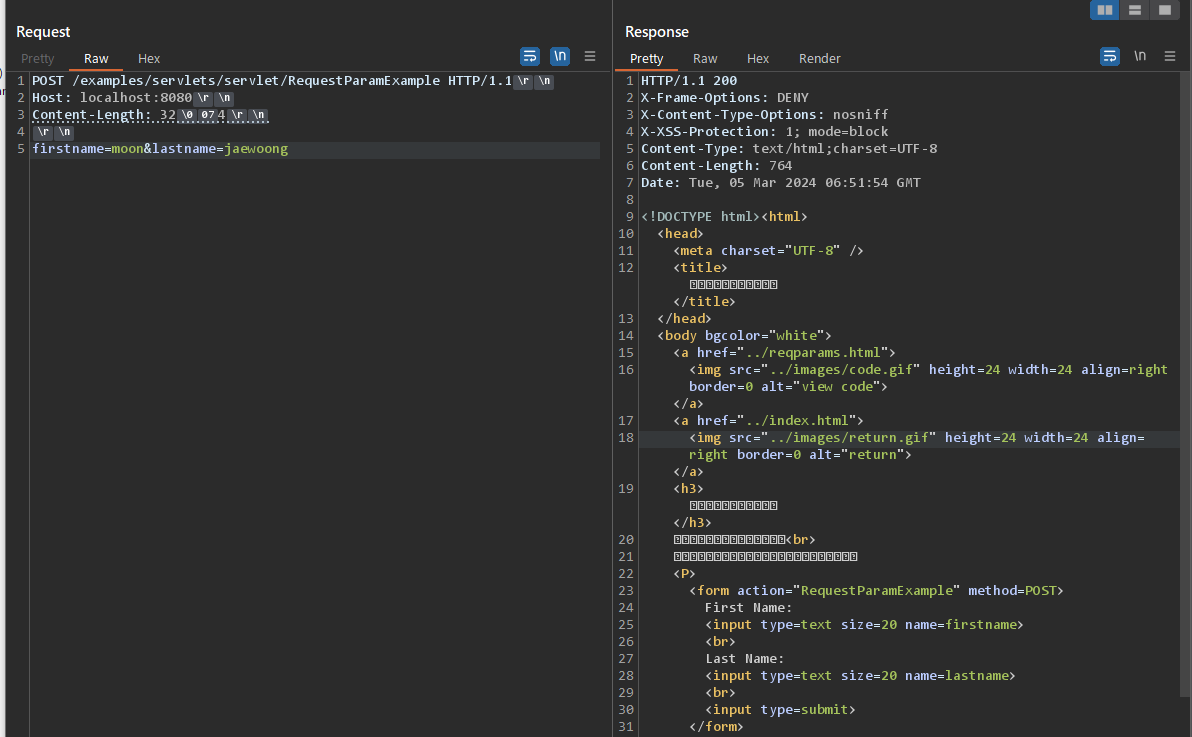 Request
Pretty Raw Hex
\n
1 POST /examples/servlets/servlet/RequestParamExample HTTP/1.1 \r \n
2 Host: localhost:8080 \r \n
3 Content-Length: 32 \0 07 4 \r \n
4 \r \n
5 firstname=moon&lastname=jaewoong
Response
Pretty Raw Hex Render
\n
1 HTTP/1.1 200
2 X-Frame-Options: DENY
3 X-Content-Type-Options: nosniff
4 X-XSS-Protection: 1; mode=block
5 Content-Type: text/html;charset=UTF-8
6 Content-Length: 764
7 Date: Tue, 05 Mar 2024 06:51:54 GMT
8
9 <!DOCTYPE html><html>
10 <head>
11 <meta charset="UTF-8" />
12 <title>
</title>
13 </head>
14 <body bgcolor="white">
15 <a href="../reqparams.html">
16 <img src="../images/code.gif" height=24 width=24 align=right
border=0 alt="view code">
</a>
17 <a href="../index.html">
18 <img src="../images/return.gif" height=24 width=24 align=
right border=0 alt="return">
</a>
19 <h3>
</h3>
20 <br>
21
22 <P>
23 <form action="RequestParamExample" method=POST>
24 First Name:
25 <input type=text size=20 name=firstname>
26 <br>
27 Last Name:
28 <input type=text size=20 name=lastname>
29 <br>
30 <input type=submit>
31 </form>